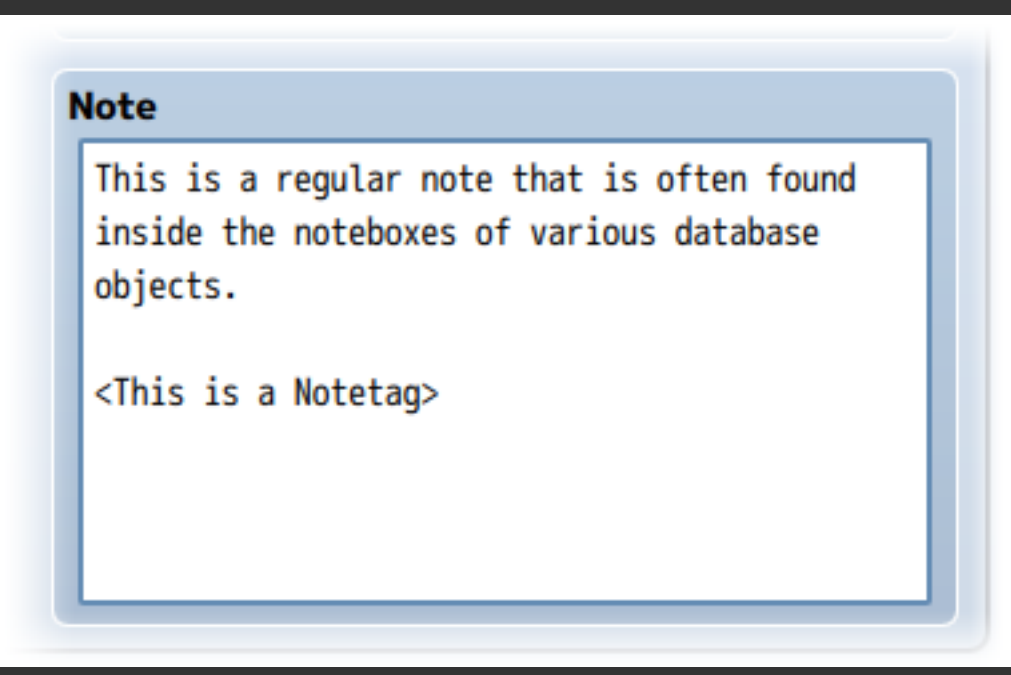 Note
This is a regular note that is often found
inside the noteboxes of various database
objects.
<This is a Notetag>